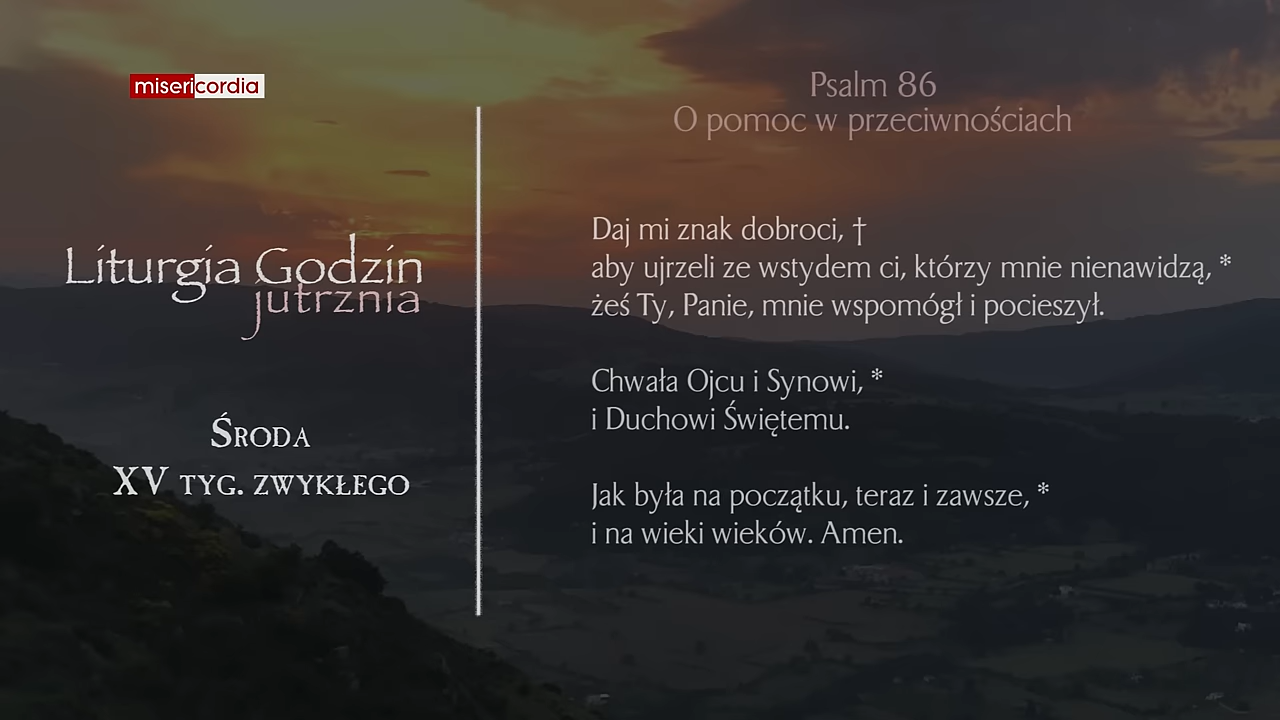 misericordia
Liturgia Godzin
jutrznia
Środa
XV tyg. zwykłego
Psalm 86
O pomoc w przeciwnościach
Daj mi znak dobroci, †
aby ujrzeli ze wstydem ci, którzy mnie nienawidzą, *
żeś Ty, Panie, mnie wspomógł i pocieszył.
Chwała Ojcu i Synowi, *
i Duchowi Świętemu.
Jak była na początku, teraz i zawsze, *
i na wieki wieków. Amen.